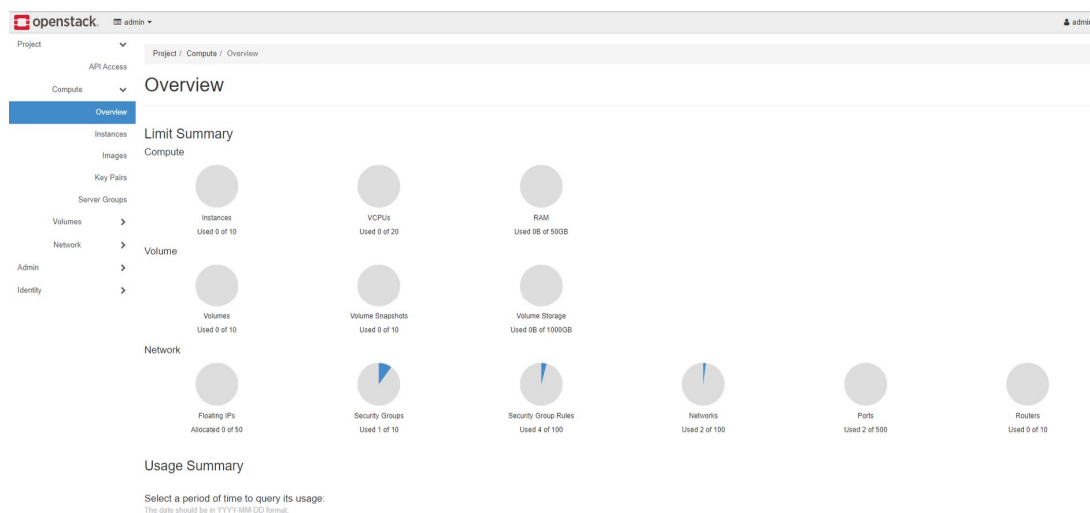 openstack. admin admin
Project
API Access
Compute
Overview
Instances
Images
Key Pairs
Server Groups
Volumes
Network
Admin
Identity
Project / Compute / Overview
Overview
Limit Summary
Compute
Instances VCPUs RAM
Used 0 of 10 Used 0 of 20 Used 0B of 50GB
Volume
Volumes Volume Snapshots Volume Storage
Used 0 of 10 Used 0 of 10 Used 0B of 1000GB
Network
Floating IPs Security Groups Security Group Rules Networks Ports Routers
Allocated 0 of 50 Used 1 of 10 Used 4 of 100 Used 2 of 100 Used 2 of 500 Used 0 of 10
Usage Summary
Select a period of time to query its usage:
The date should be in YYYY-MM-DD format.